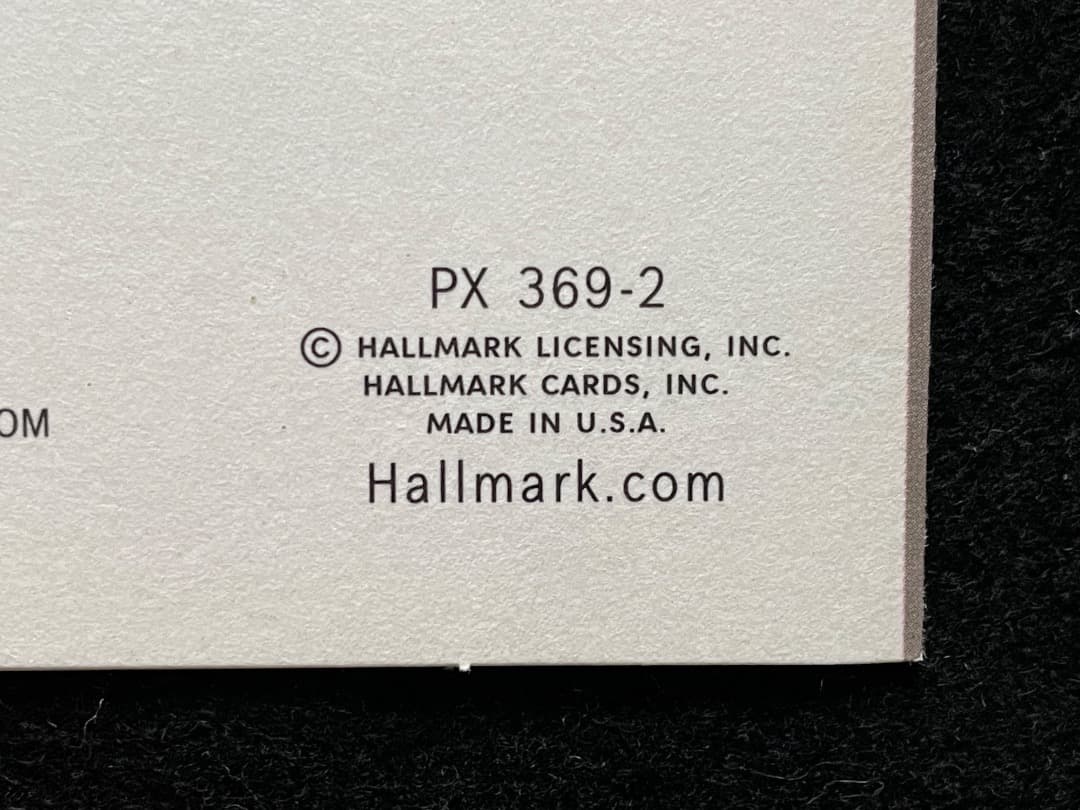 PX 369-2
© HALLMARK LICENSING, INC.
HALLMARK CARDS, INC.
MADE IN U.S.A.
OM
Hallmark.com